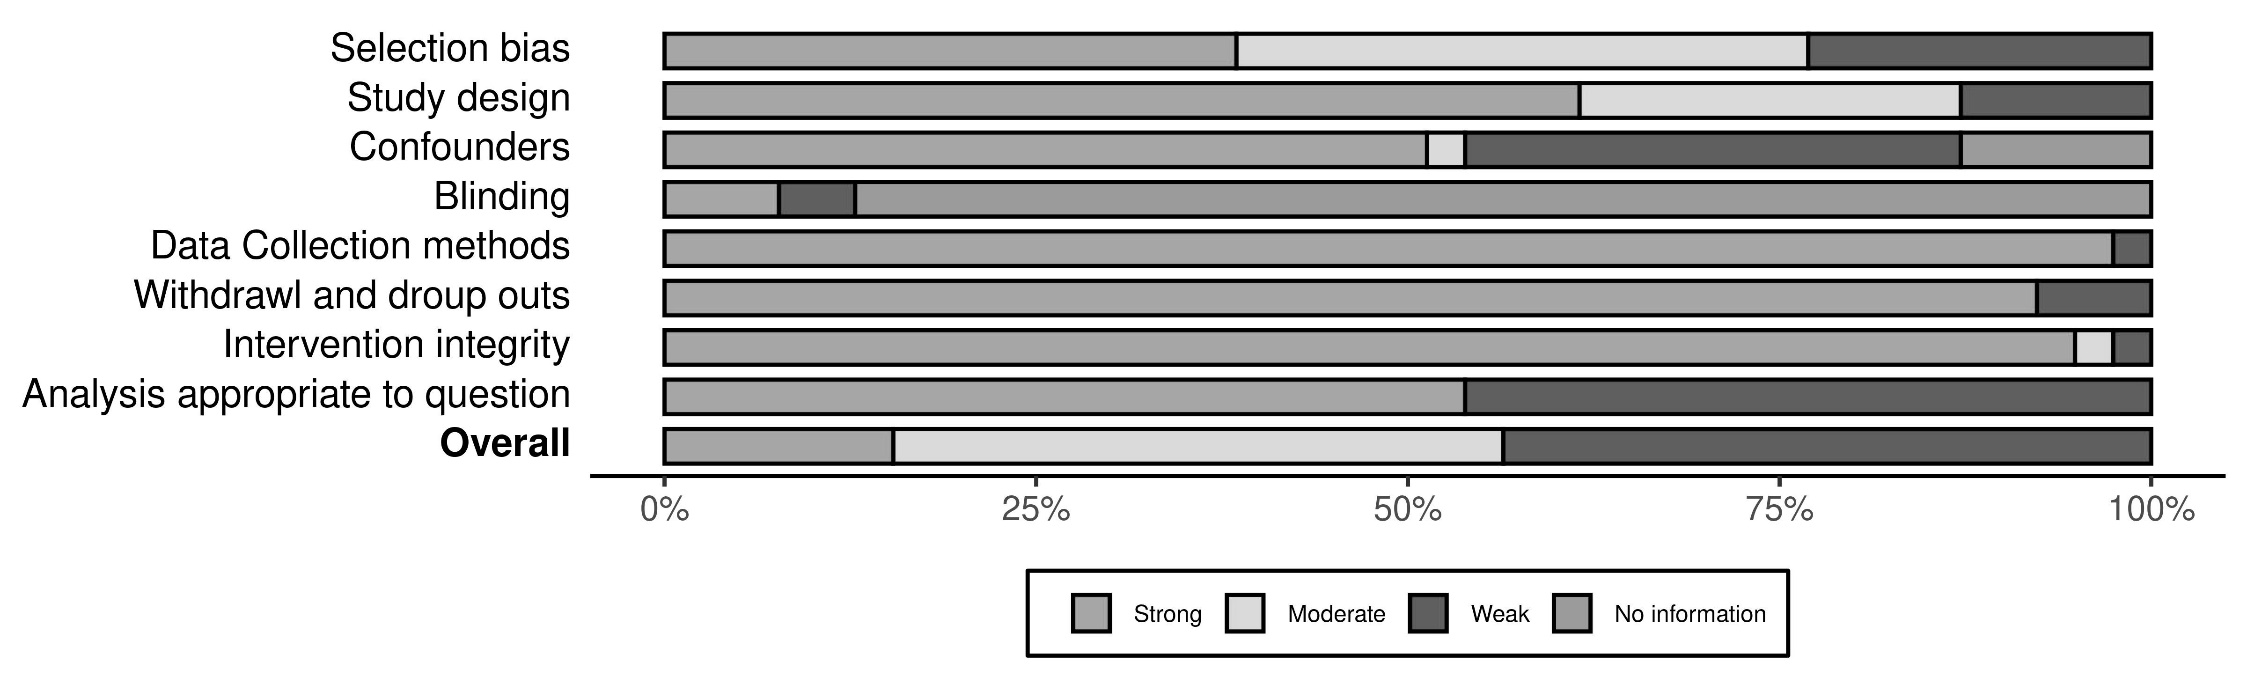 Selection bias
Study design
Confounders
Blinding
Data Collection methods
Withdrawl and droup outs
Intervention integrity
Analysis appropriate to question
Overall
0% 25% 50% 75% 100%
Strong Moderate Weak No information